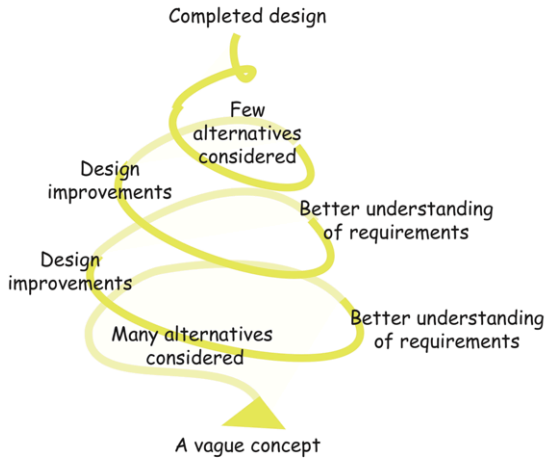 Completed design
Few
alternatives
considered
Design
improvements
Better understanding
of requirements
Design
improvements
Better understanding
of requirements
Many alternatives
considered
A vague concept